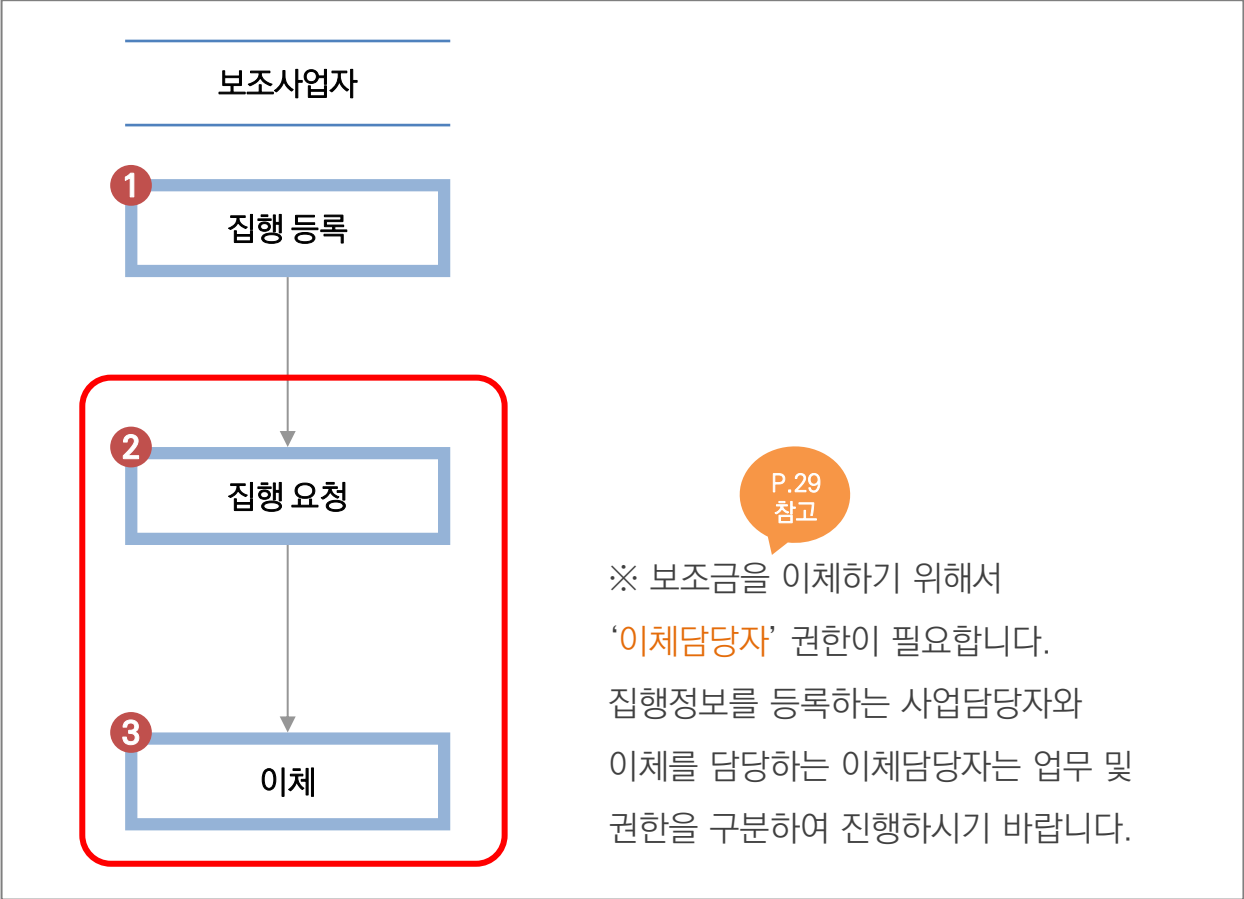 보조사업자
1
집행 등록
2
집행 요청
3
이체
P.29
참고
※ 보조금을 이체하기 위해서
‘이체담당자’ 권한이 필요합니다.
집행정보를 등록하는 사업담당자와
이체를 담당하는 이체담당자는 업무 및
권한을 구분하여 진행하시기 바랍니다.